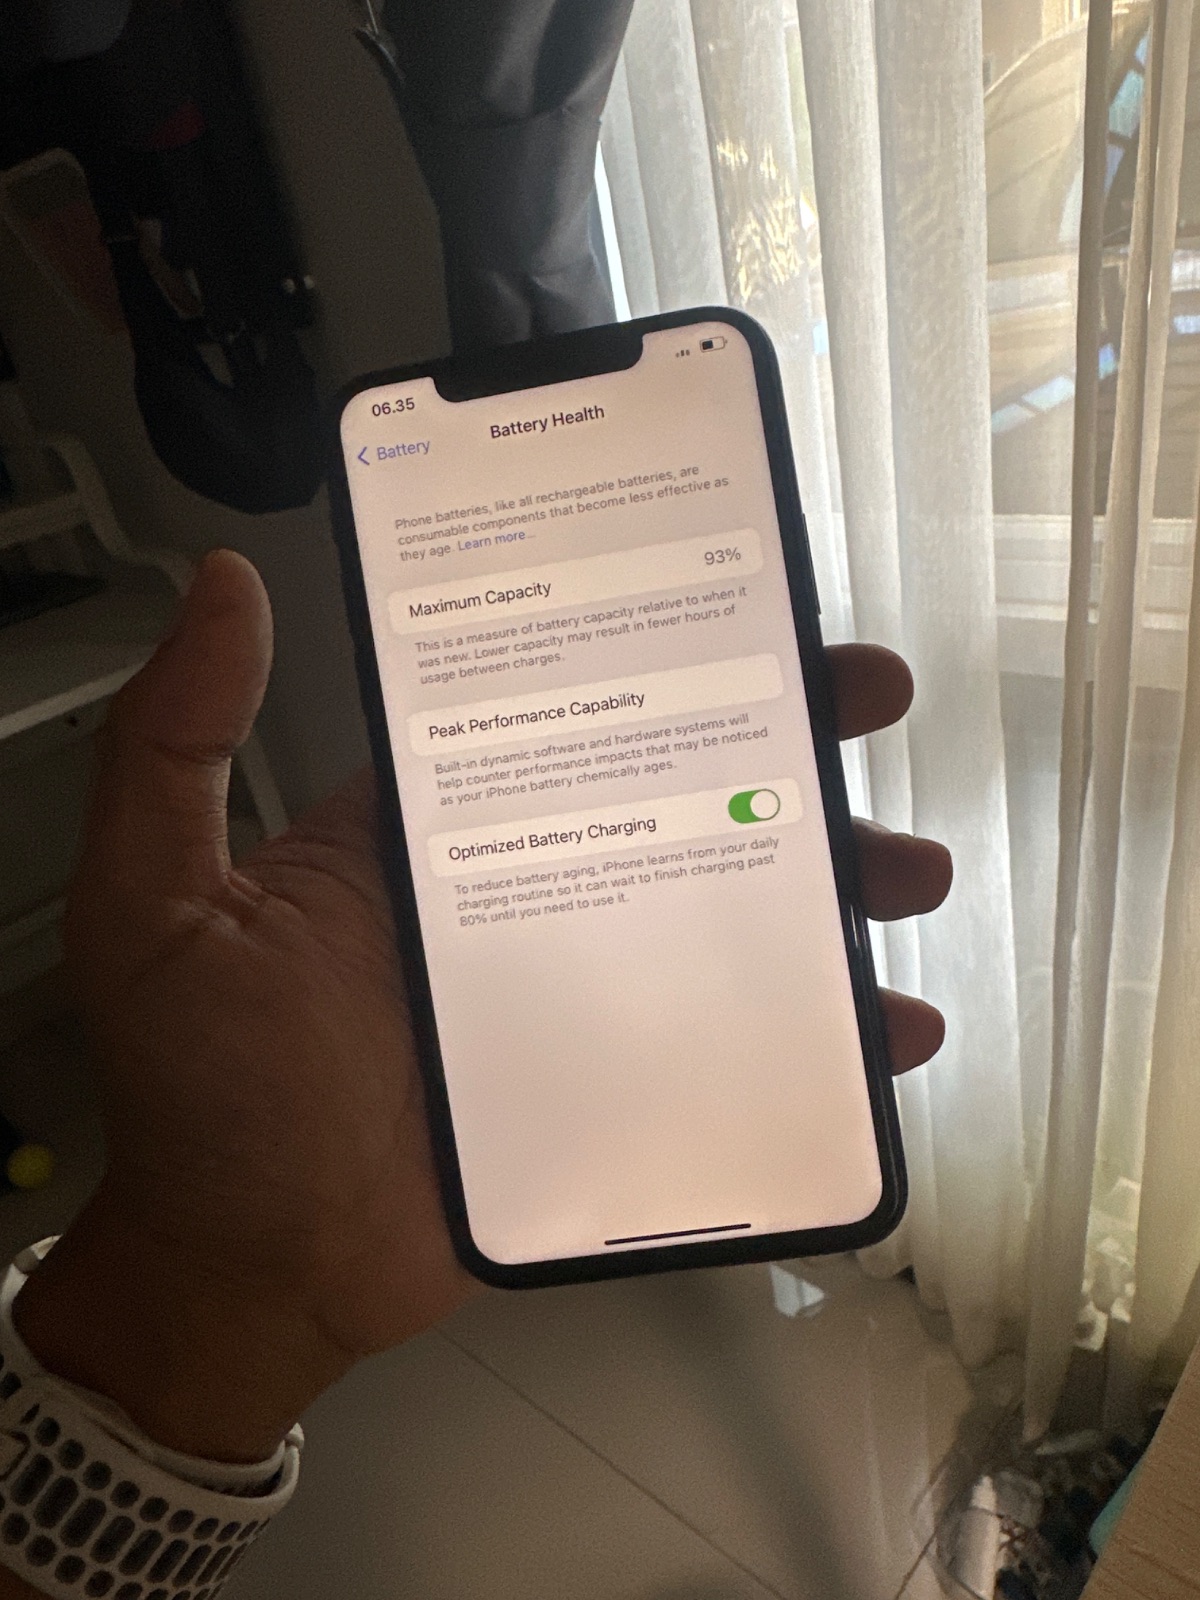 06.35
Battery Health
Battery
Phone batteries, like all rechargeable batteries, are
consumable components that become less effective as
they age. Learn more...
Maximum Capacity 93%
This is a measure of battery capacity relative to when it
was new. Lower capacity may result in fewer hours of
usage between charges.
Peak Performance Capability
Built-in dynamic software and hardware systems will
help counter performance impacts that may be noticed
as your iPhone battery chemically ages.
Optimized Battery Charging
To reduce battery aging, iPhone learns from your daily
charging routine so it can wait to finish charging past
80% until you need to use it.